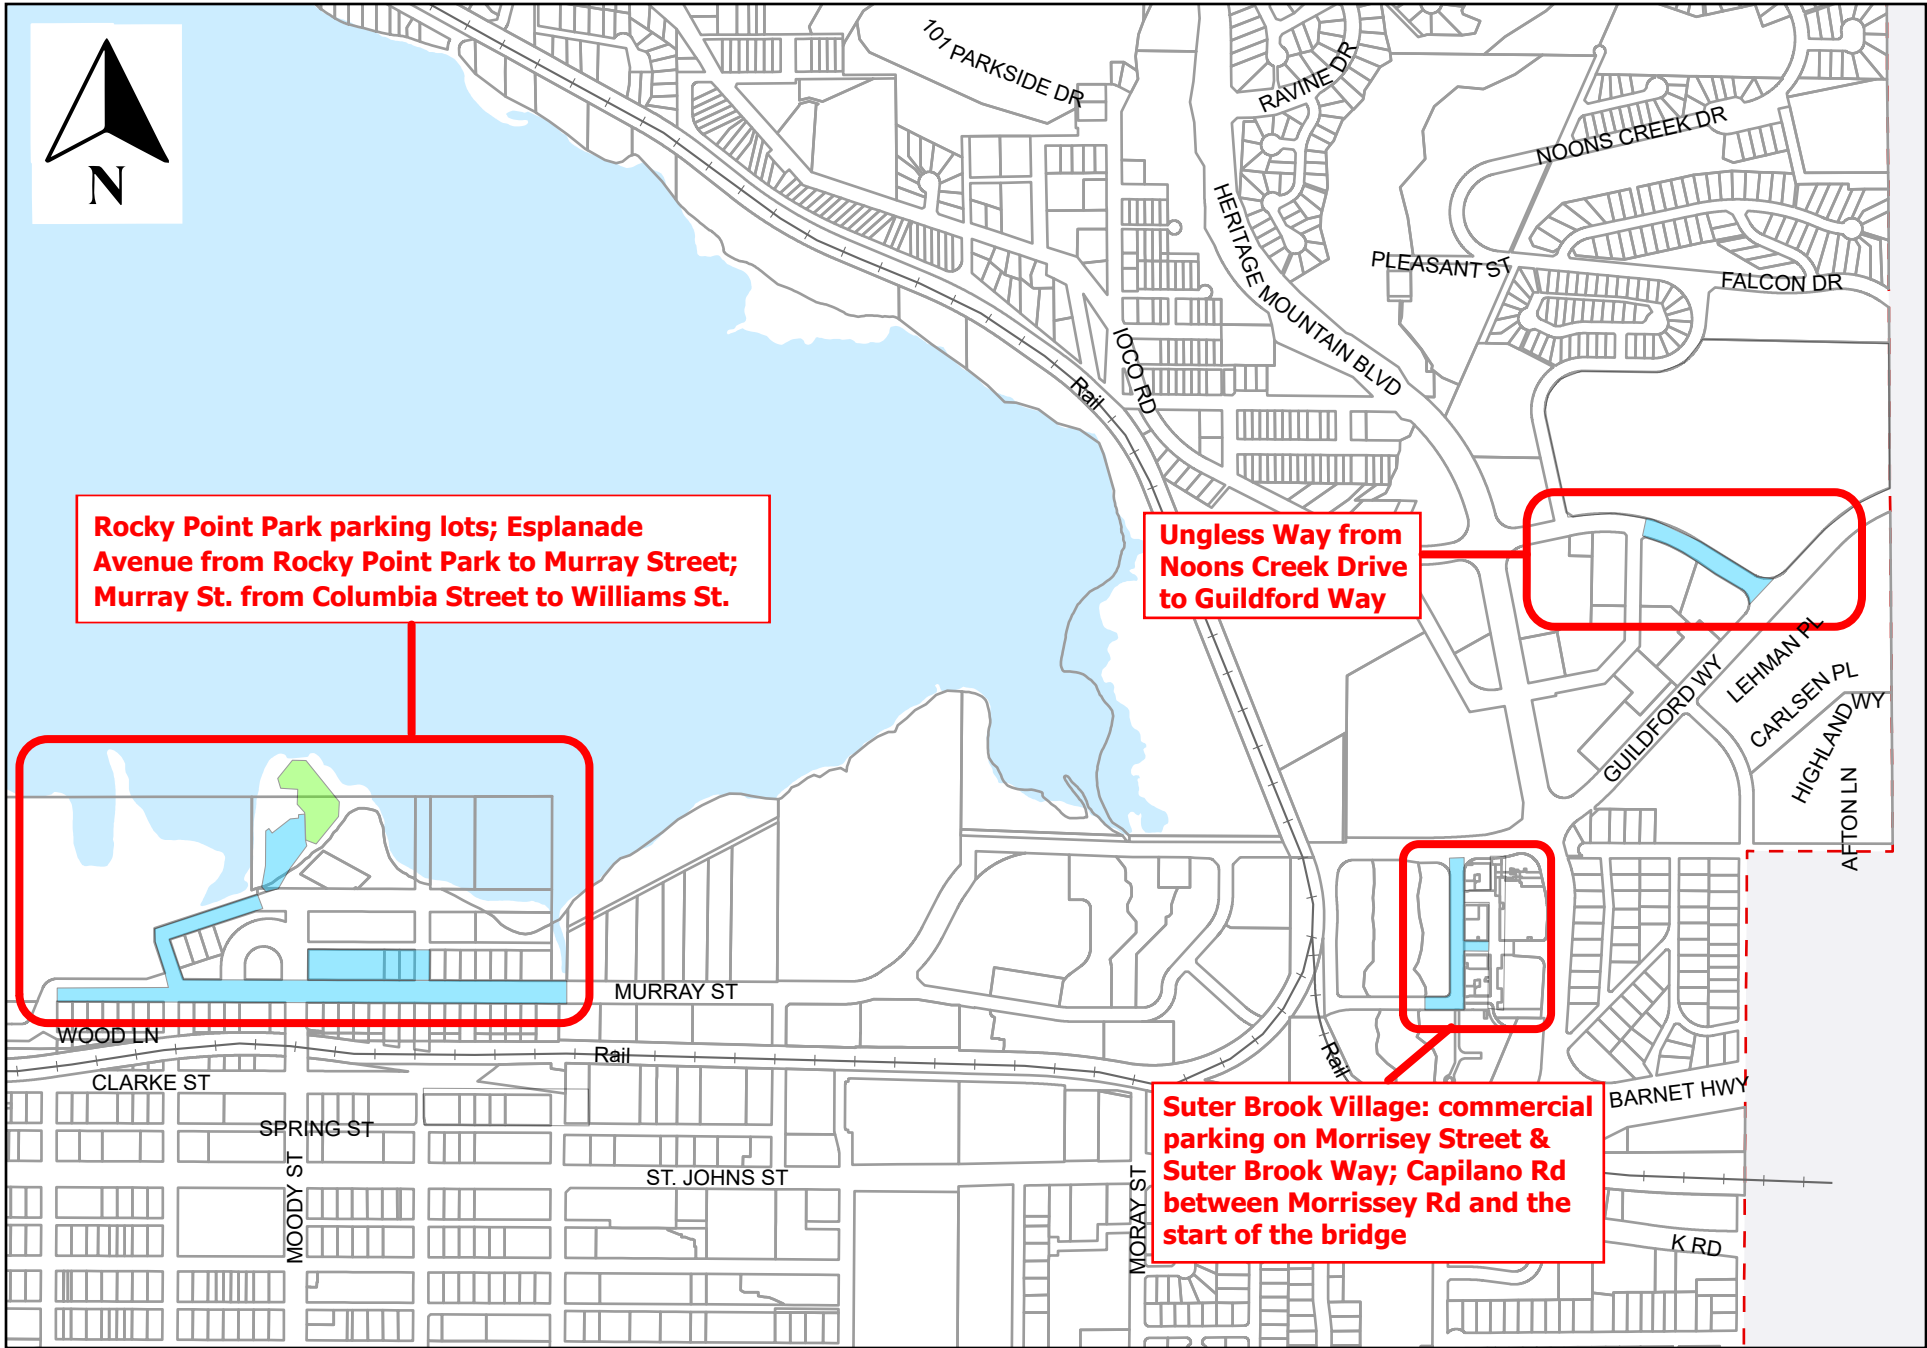 N
101 PARKSIDE DR
RAVINE DR
NOONS CREEK DR
HERITAGE MOUNTAIN BLVD
PLEASANT ST
FALCON DR
IOCO RD
Rail
Rocky Point Park parking lots; Esplanade
Avenue from Rocky Point Park to Murray Street;
Murray St. from Columbia Street to Williams St.
Ungless Way from
Noons Creek Drive
to Guildford Way
GUILDFORD WY
LEHMAN PL
CARLSEN PL
HIGHLAND WY
AFTON LN
MURRAY ST
WOOD LN
Rail
Rail
CLARKE ST
SPRING ST
MOODY ST
ST. JOHNS ST
MORAY ST
BARNET HWY
Suter Brook Village: commercial
parking on Morrisey Street &
Suter Brook Way; Capilano Rd
between Morrissey Rd and the
start of the bridge
K RD